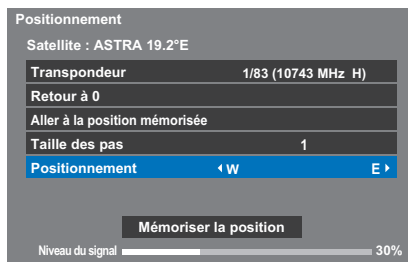 Positionnement
Satellite : ASTRA 19.2°E
Transpondeur 1/83 (10743 MHz H)
Retour à 0
Aller à la position mémorisée
Taille des pas 1
Positionnement W E
Mémoriser la position
Niveau du signal 30%